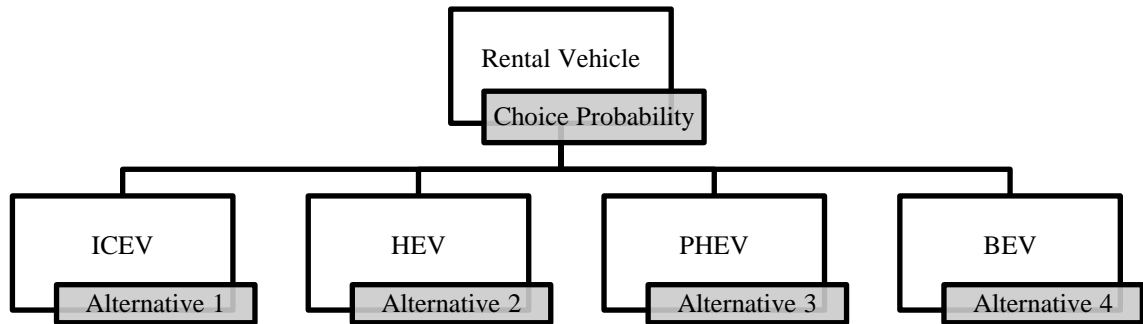 Rental Vehicle
Choice Probability
ICEV
Alternative 1
HEV
Alternative 2
PHEV
Alternative 3
BEV
Alternative 4